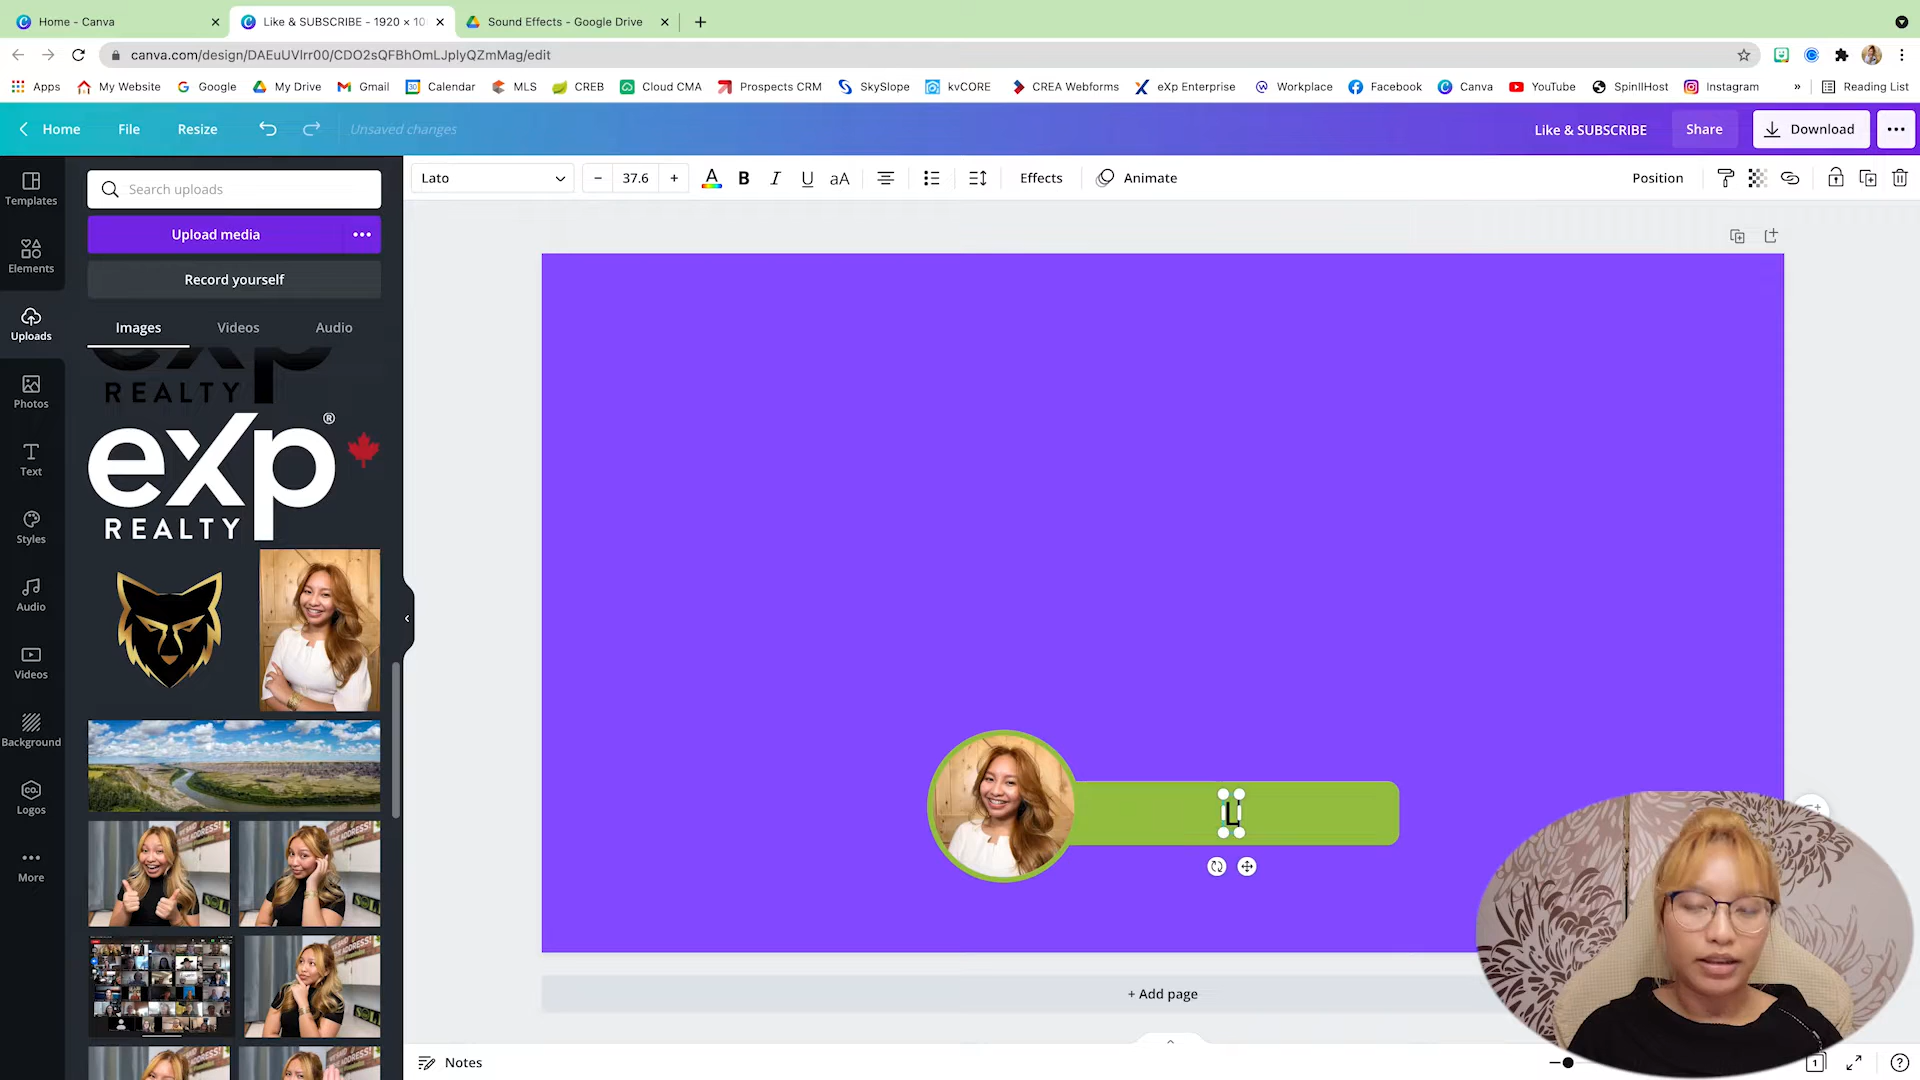 Home - Canva
Like & SUBSCRIBE - 1920 × 10
Sound Effects - Google Drive
canva.com/design/DAEuUVlrr00/CDO2sQFBhOmLJplyQZmMag/edit
Apps
My Website
Google
My Drive
Gmail
Calendar
MLS
CREB
Cloud CMA
Prospects CRM
SkySlope
kvCORE
CREA Webforms
eXp Enterprise
Workplace
Facebook
Canva
YouTube
SpinllHost
Instagram
»
Reading List
Home
File
Resize
Unsaved changes
Like & SUBSCRIBE
Share
Download
Templates
Elements
Uploads
Photos
Text
Styles
Audio
Videos
Background
Logos
More
Search uploads
Upload media
Record yourself
Images
Videos
Audio
exp
REALTY
exp®
REALTY
Lato
– 37.6 +
A
B
I
U
aA
Effects
Animate
Position
L
+ Add page
Notes
1
?